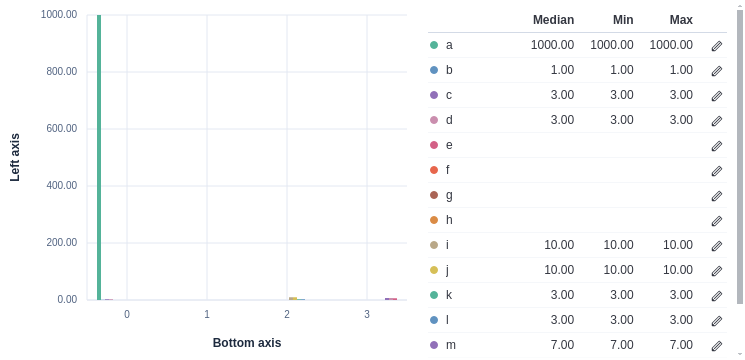 1000.00
800.00
600.00
400.00
200.00
0.00
Left axis
0 1 2 3
Bottom axis
Median Min Max
a 1000.00 1000.00 1000.00
b 1.00 1.00 1.00
c 3.00 3.00 3.00
d 3.00 3.00 3.00
e
f
g
h
i 10.00 10.00 10.00
j 10.00 10.00 10.00
k 3.00 3.00 3.00
l 3.00 3.00 3.00
m 7.00 7.00 7.00